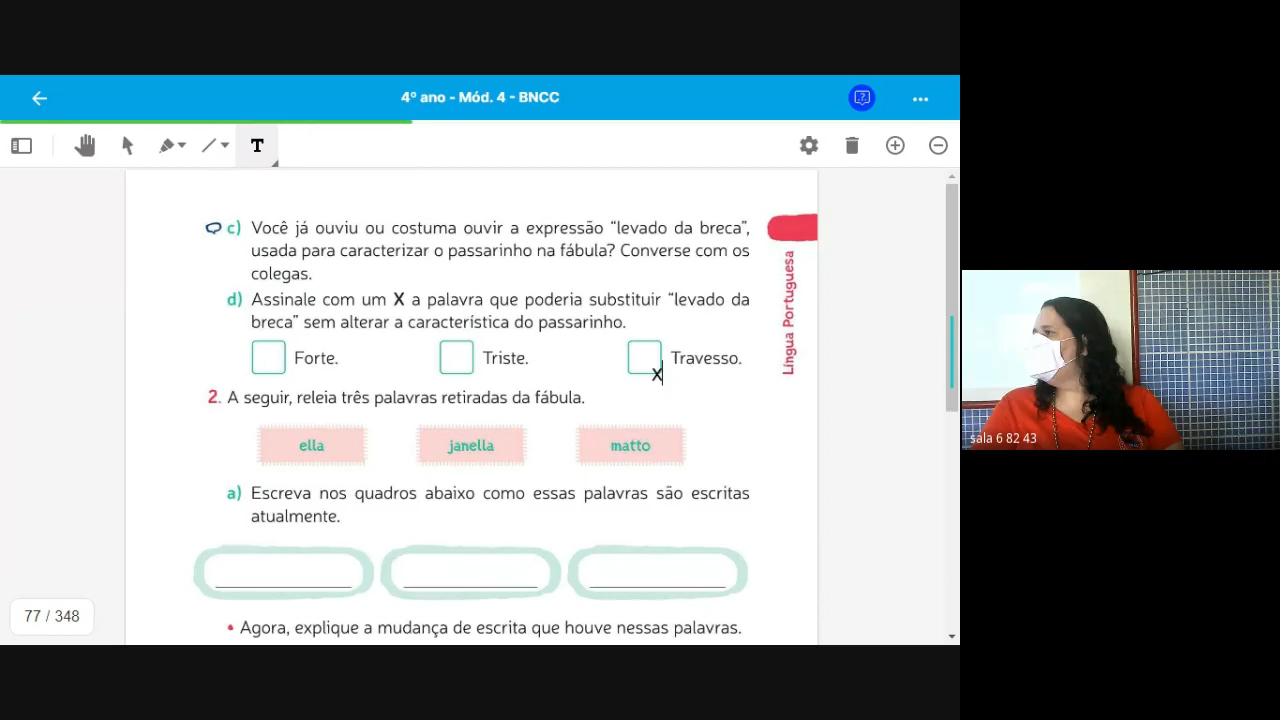 4º ano - Mód. 4 - BNCC
T
c) Você já ouviu ou costuma ouvir a expressão “levado da breca”,
usada para caracterizar o passarinho na fábula? Converse com os
colegas.
d) Assinale com um X a palavra que poderia substituir “levado da
breca” sem alterar a característica do passarinho.
Forte. Triste. Travesso.
X
2. A seguir, releia três palavras retiradas da fábula.
ella janella matto
a) Escreva nos quadros abaixo como essas palavras são escritas
atualmente.
• Agora, explique a mudança de escrita que houve nessas palavras.
Língua Portuguesa
77 / 348
sala 6 82 43